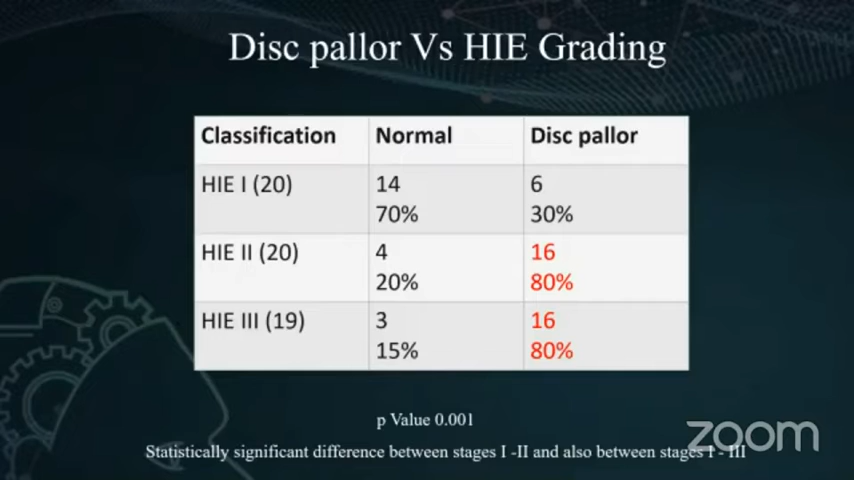 Disc pallor Vs HIE Grading
Classification Normal Disc pallor
HIE I (20) 14 6
70% 30%
HIE II (20) 4 16
20% 80%
HIE III (19) 3 16
15% 80%
p Value 0.001
zoom
Statistically significant difference between stages I -II and also between stages I - III